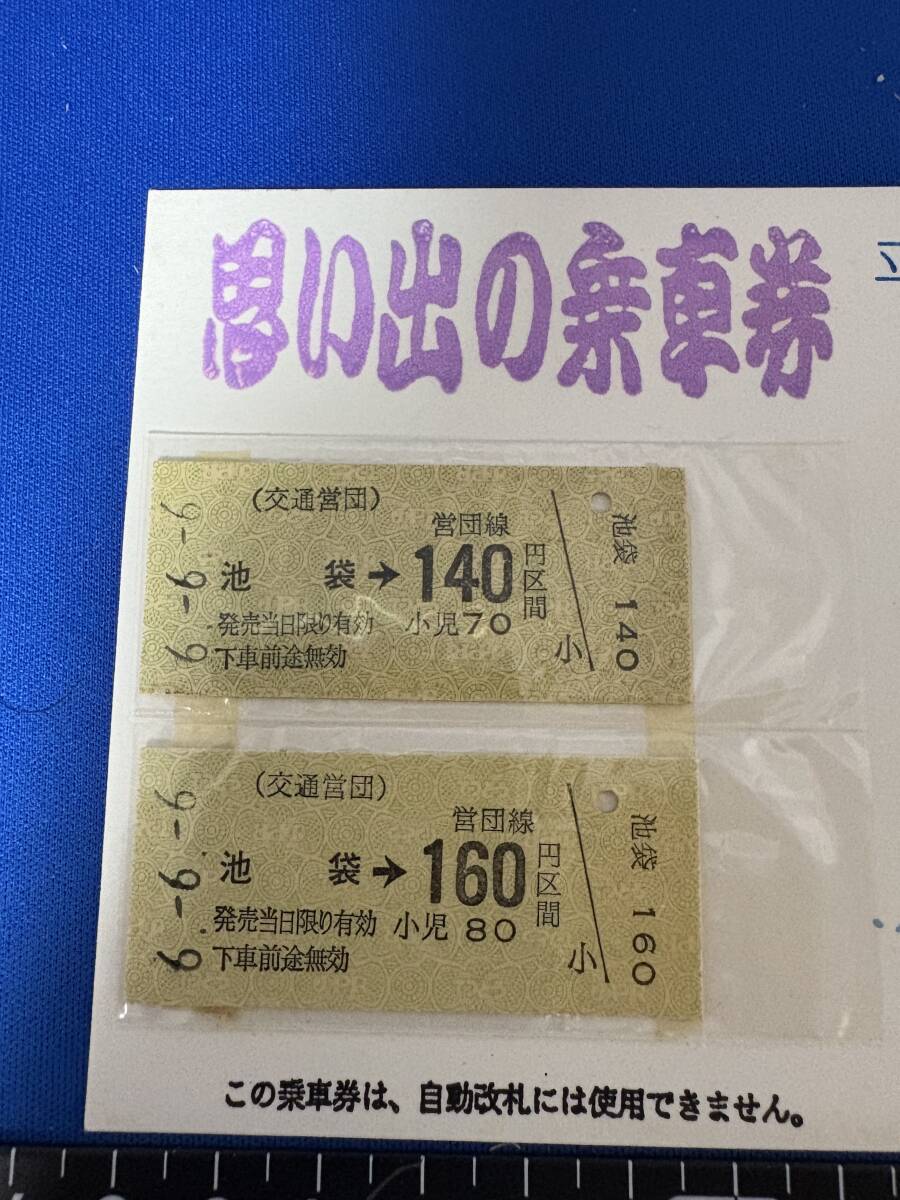 思い出の乗車券
(交通営団)
営団線
池袋→140円区間
発売当日限り有効 小児70
下車前途無効
小
池袋 140
6-9-9
(交通営団)
営団線
池袋→160円区間
発売当日限り有効 小児80
下車前途無効
小
池袋 160
6.-9-9
この乗車券は、自動改札には使用できません。